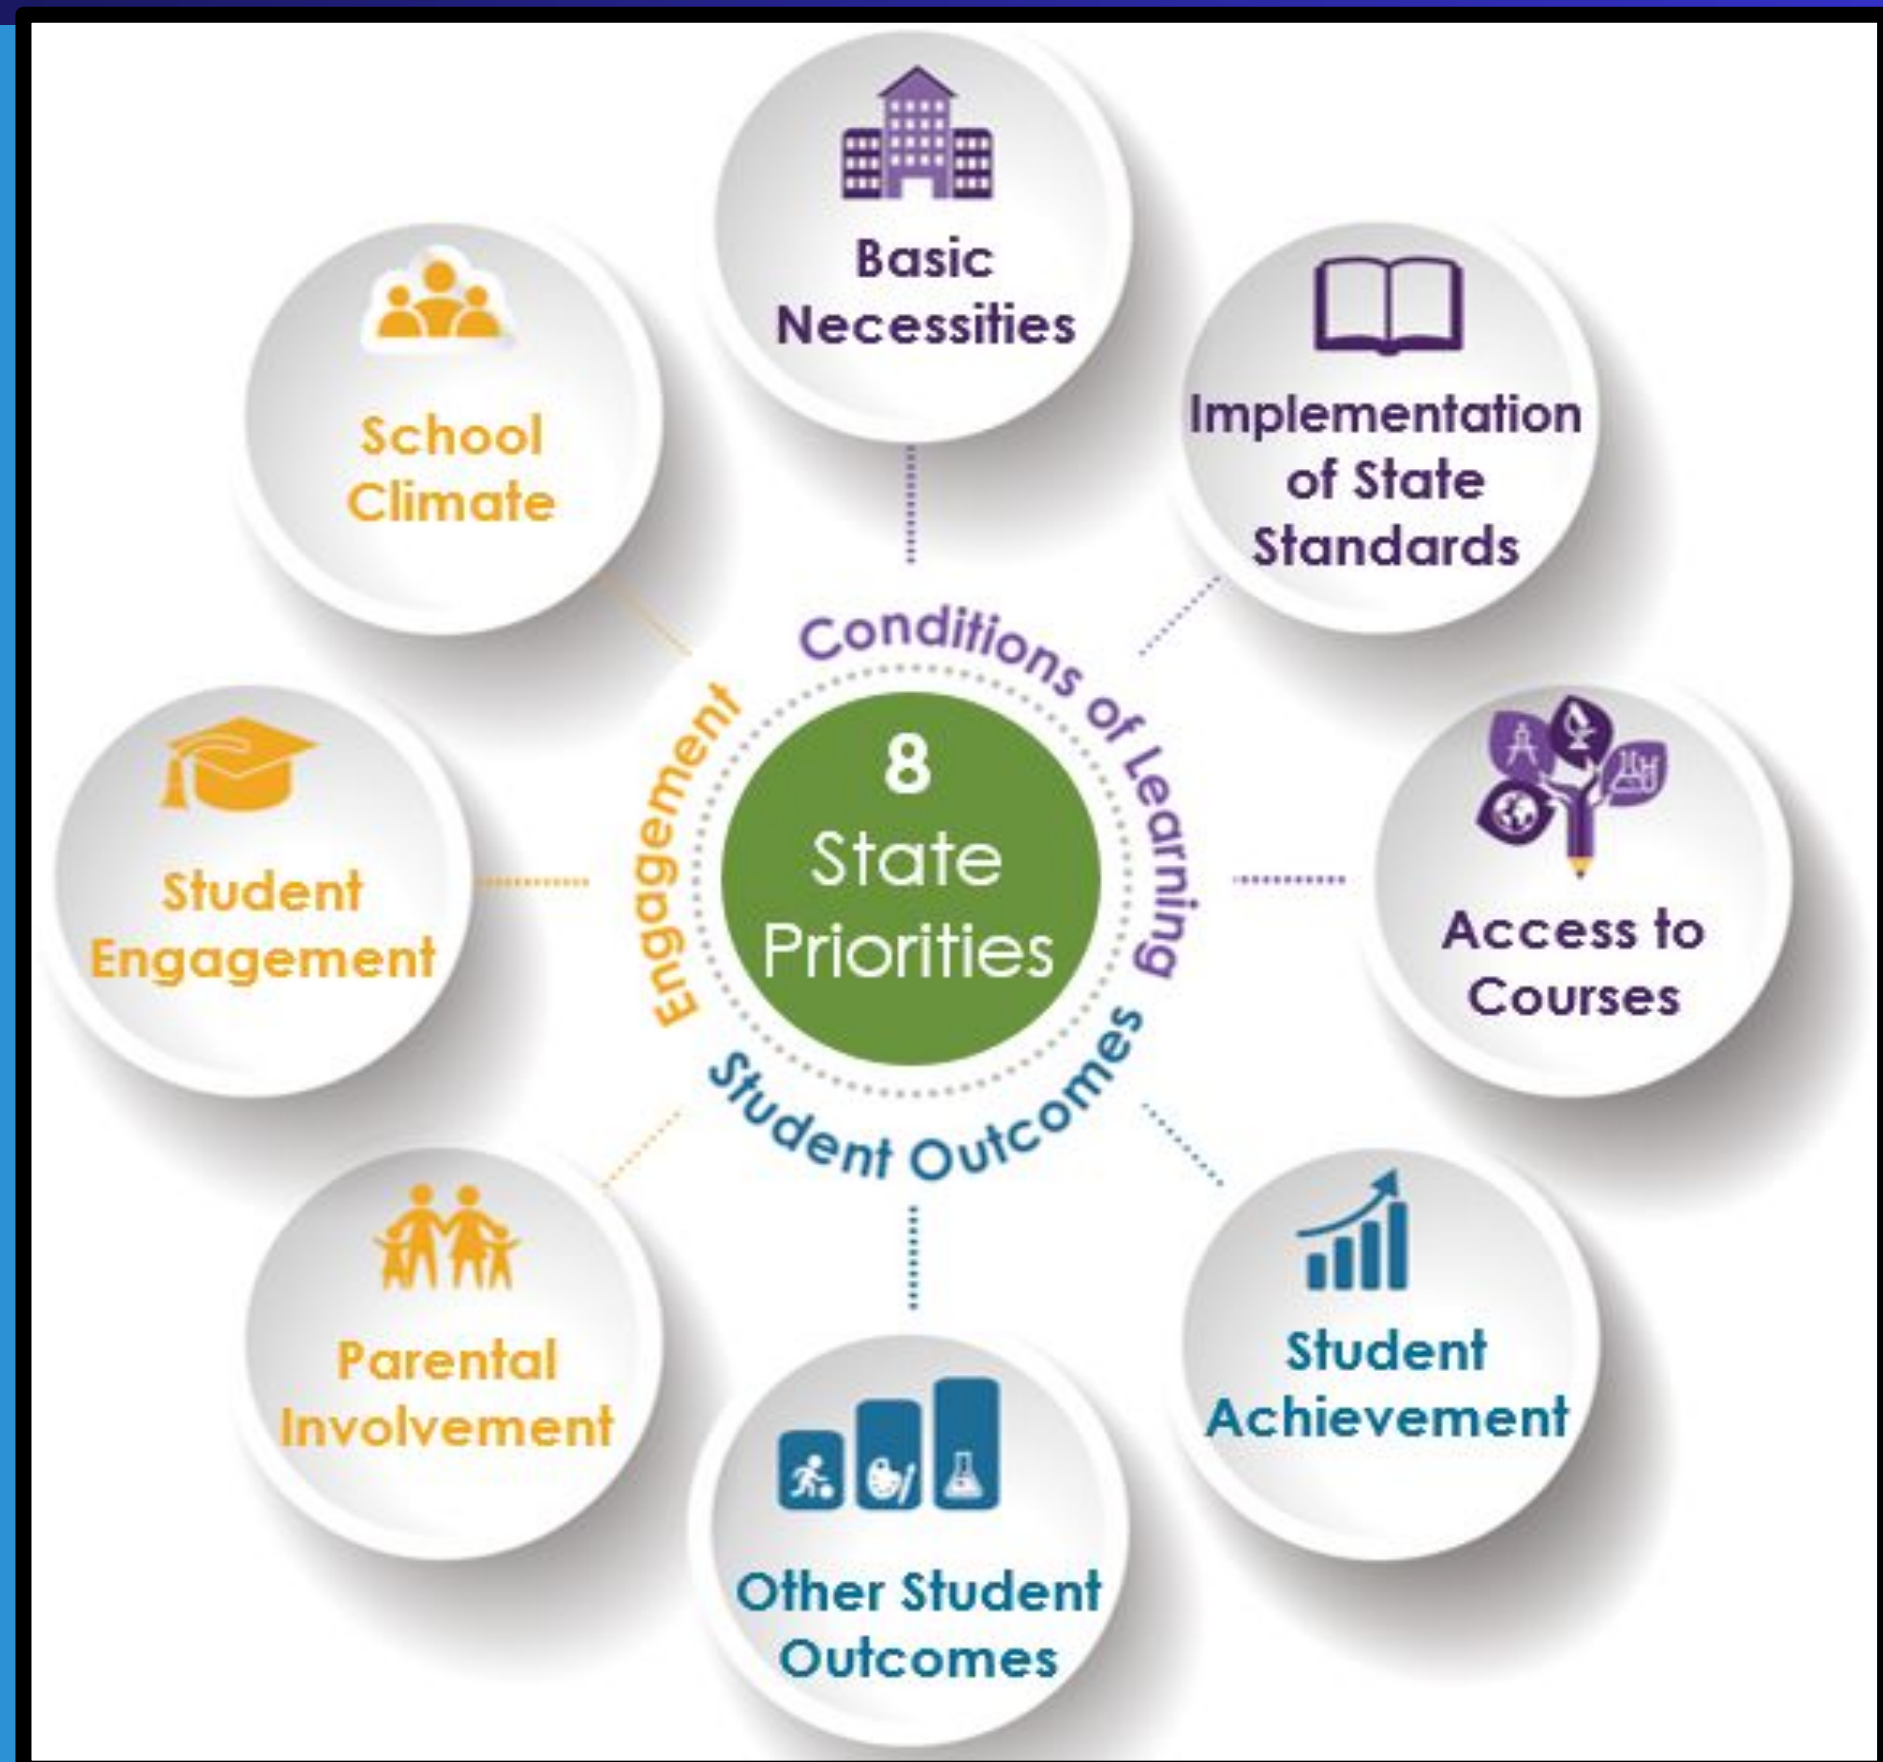 Basic
Necessities
Implementation
of State
Standards
Access to
Courses
Student
Achievement
Other Student
Outcomes
Parental
Involvement
Student
Engagement
School
Climate
Conditions of Learning
Student Outcomes
Engagement
8
State
Priorities